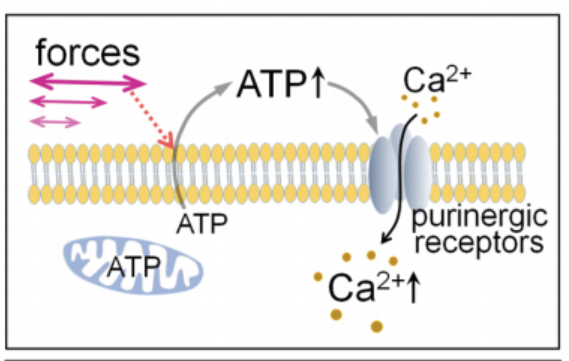 forces
ATP↑
Ca²⁺
ATP
purinergic
receptors
ATP
Ca²⁺↑